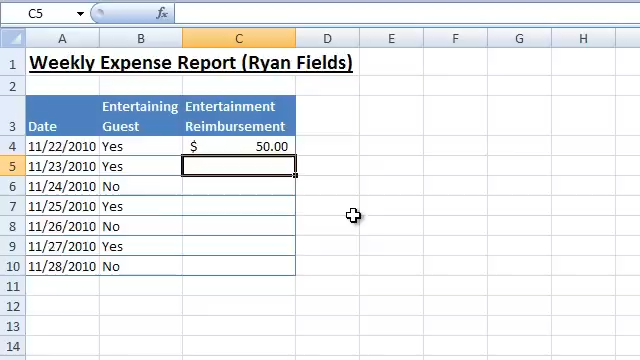 C5 fx
A B C D E F G H
1 Weekly Expense Report (Ryan Fields)
2
Entertaining Entertainment
3 Date Guest Reimbursement
4 11/22/2010 Yes $ 50.00
5 11/23/2010 Yes
6 11/24/2010 No
7 11/25/2010 Yes
8 11/26/2010 No
9 11/27/2010 Yes
10 11/28/2010 No
11
12
13
14